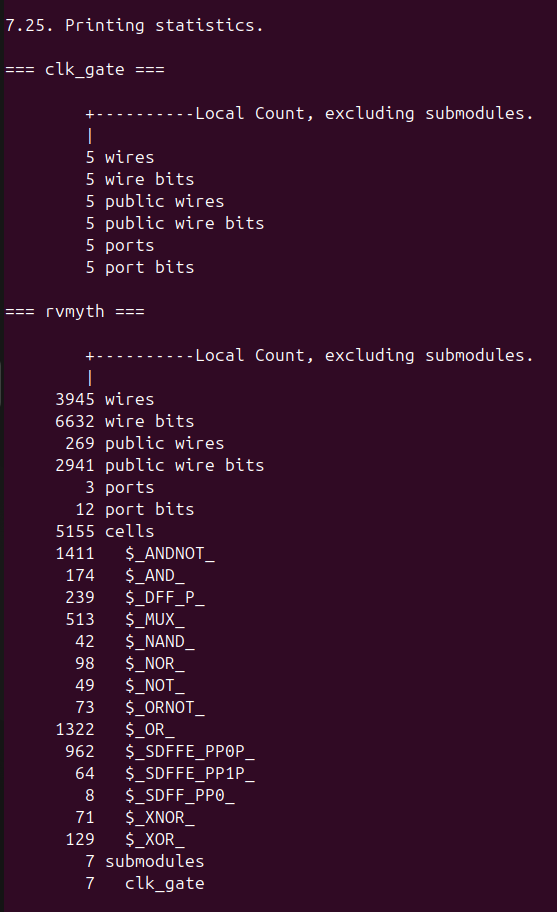 7.25. Printing statistics.
=== clk_gate ===
+----------Local Count, excluding submodules.
|
5 wires
5 wire bits
5 public wires
5 public wire bits
5 ports
5 port bits
=== rvmyth ===
+----------Local Count, excluding submodules.
|
3945 wires
6632 wire bits
269 public wires
2941 public wire bits
3 ports
12 port bits
5155 cells
1411 $_ANDNOT_
174 $_AND_
239 $_DFF_P_
513 $_MUX_
42 $_NAND_
98 $_NOR_
49 $_NOT_
73 $_ORNOT_
1322 $_OR_
962 $_SDFFE_PP0P_
64 $_SDFFE_PP1P_
8 $_SDFF_PP0_
71 $_XNOR_
129 $_XOR_
7 submodules
7 clk_gate